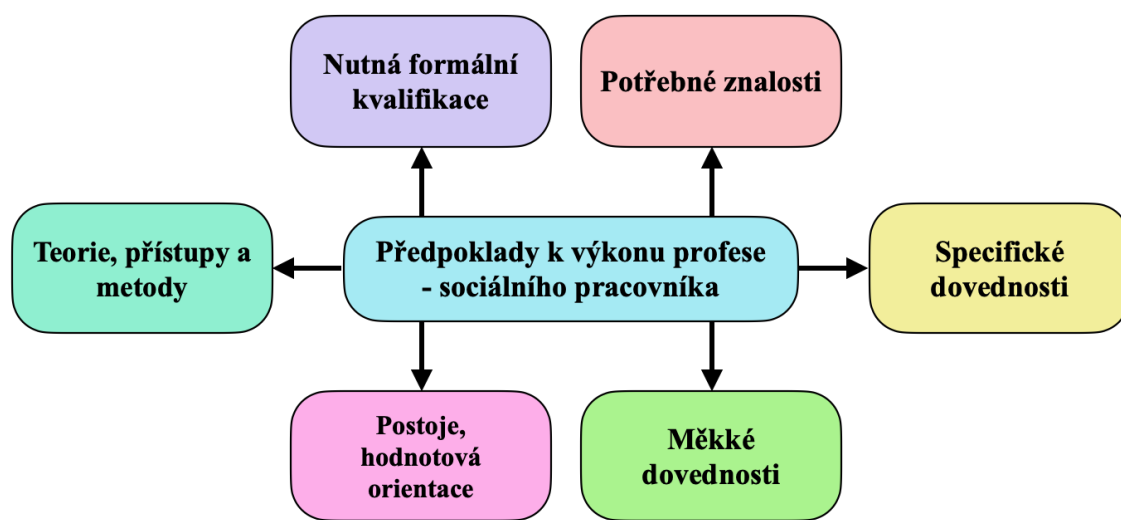 Nutná formální
kvalifikace
Potřebné znalosti
Teorie, přístupy a
metody
Předpoklady k výkonu profese
- sociálního pracovníka
Specifické
dovednosti
Postoje,
hodnotová
orientace
Měkké
dovednosti